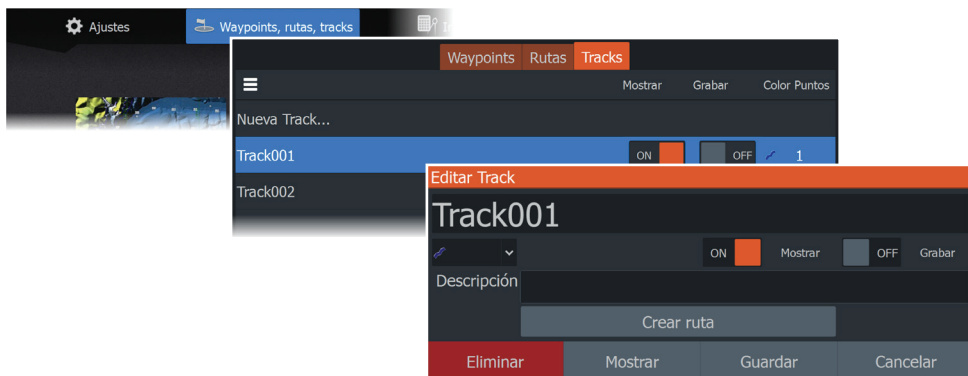 Ajustes
Waypoints, rutas, tracks
Waypoints Rutas Tracks
Mostrar Grabar Color Puntos
Nueva Track...
Track001 ON OFF 1
Track002
Editar Track
Track001
ON Mostrar OFF Grabar
Descripción
Crear ruta
Eliminar Mostrar Guardar Cancelar